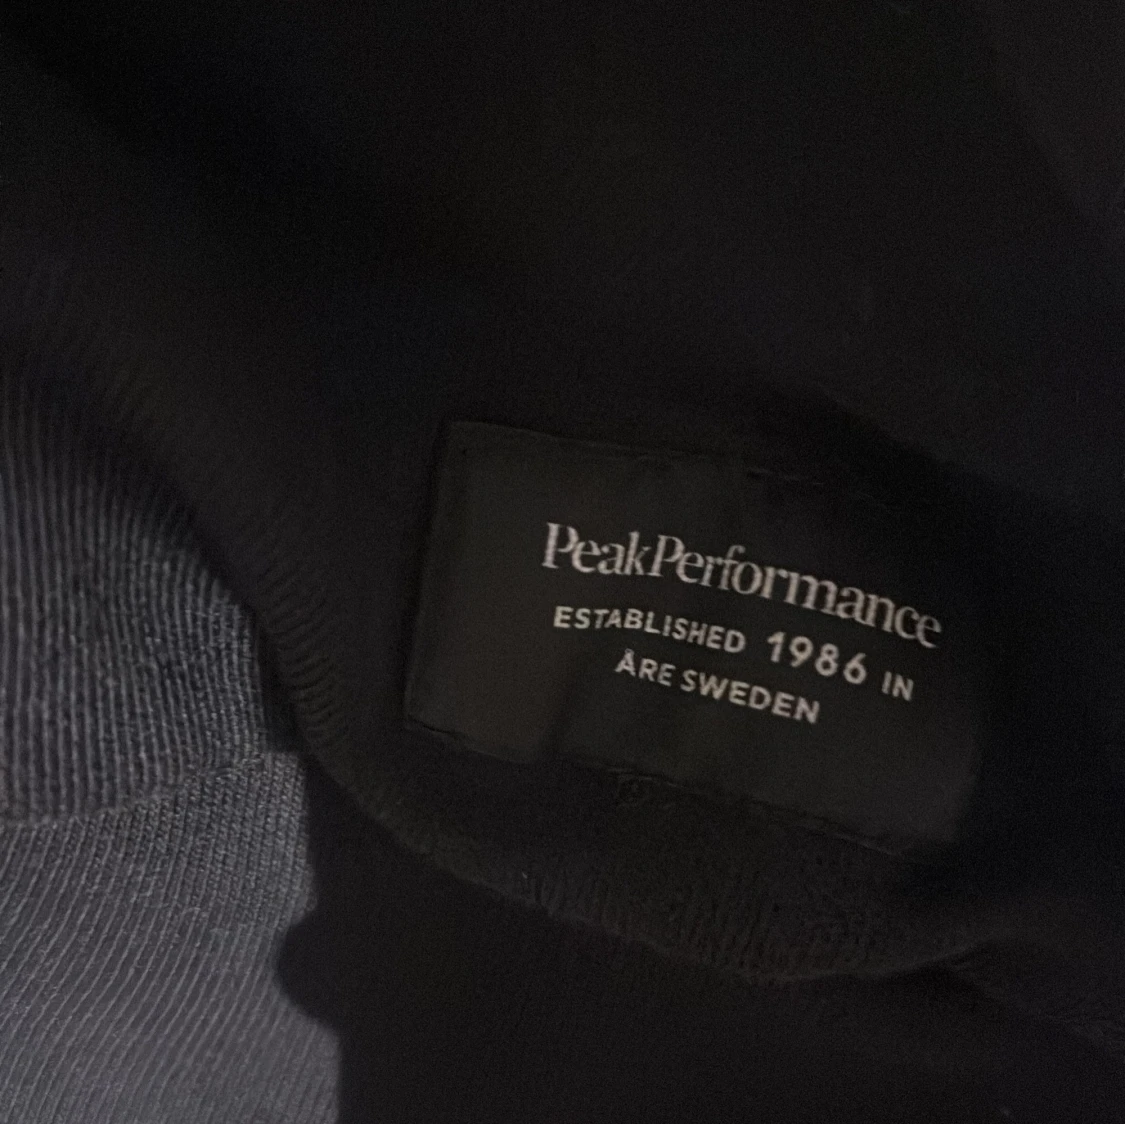 PeakPerformance
ESTABLISHED 1986 IN
ÅRE SWEDEN